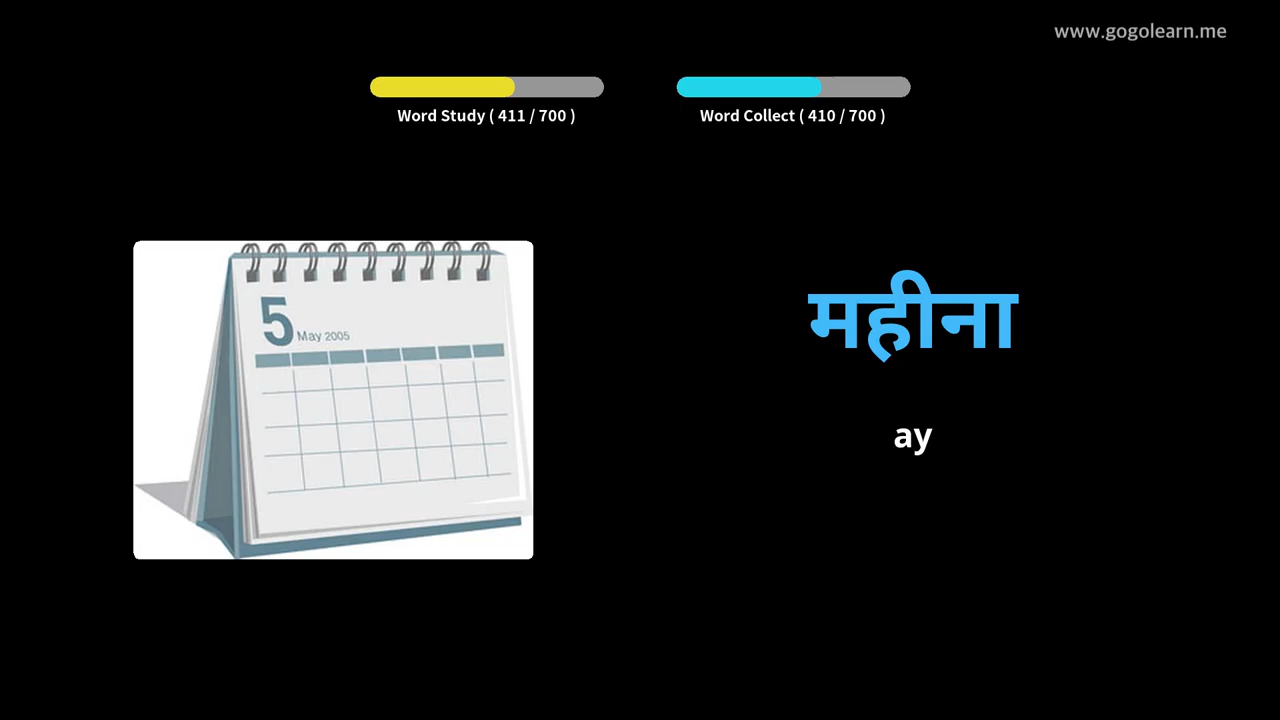 www.gogolearn.me
Word Study ( 411 / 700 )
Word Collect ( 410 / 700 )
5 May 2005
महीना
ay